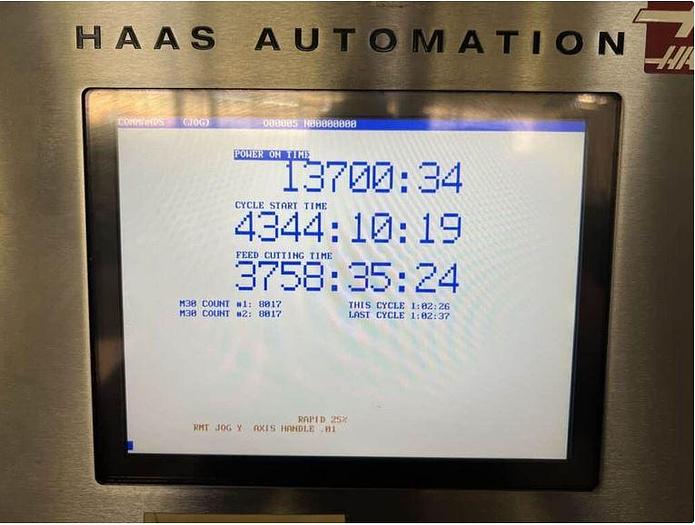 HAAS AUTOMATION
HA
COMMANDS (JOG) O00005 N00000000
POWER ON TIME
13700:34
CYCLE START TIME
4344:10:19
FEED CUTTING TIME
3758:35:24
M30 COUNT #1: 8017 THIS CYCLE 1:02:26
M30 COUNT #2: 8017 LAST CYCLE 1:02:37
RAPID 25%
RMT JOG Y AXIS HANDLE .01